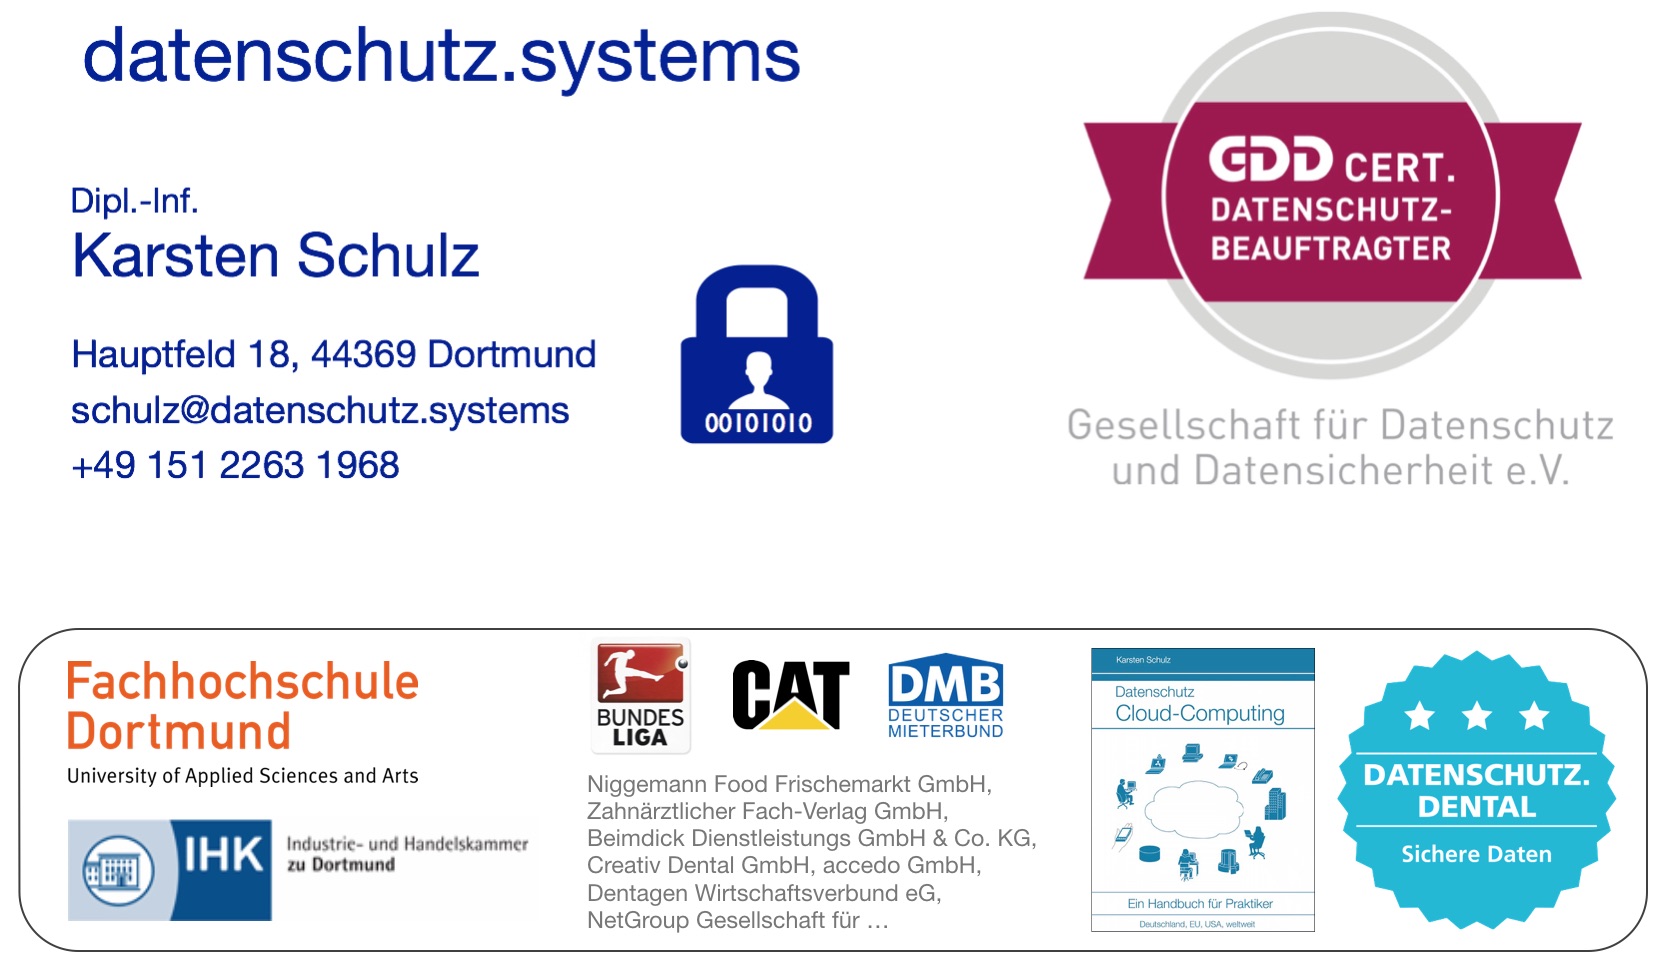 datenschutz.systems
Dipl.-Inf.
Karsten Schulz
Hauptfeld 18, 44369 Dortmund
schulz@datenschutz.systems
+49 151 2263 1968
00101010
GDD CERT.
DATENSCHUTZ-
BEAUFTRAGTER
Gesellschaft für Datenschutz
und Datensicherheit e.V.
Fachhochschule
Dortmund
University of Applied Sciences and Arts
IHK
Industrie- und Handelskammer
zu Dortmund
BUNDES
LIGA
CAT
DMB
DEUTSCHER
MIETERBUND
Niggemann Food Frischemarkt GmbH,
Zahnärztlicher Fach-Verlag GmbH,
Beimdick Dienstleistungs GmbH & Co. KG,
Creativ Dental GmbH, accedo GmbH,
Dentagen Wirtschaftsverbund eG,
NetGroup Gesellschaft für …
Karsten Schulz
Datenschutz
Cloud-Computing
Ein Handbuch für Praktiker
Deutschland, EU, USA, weltweit
DATENSCHUTZ.
DENTAL
Sichere Daten